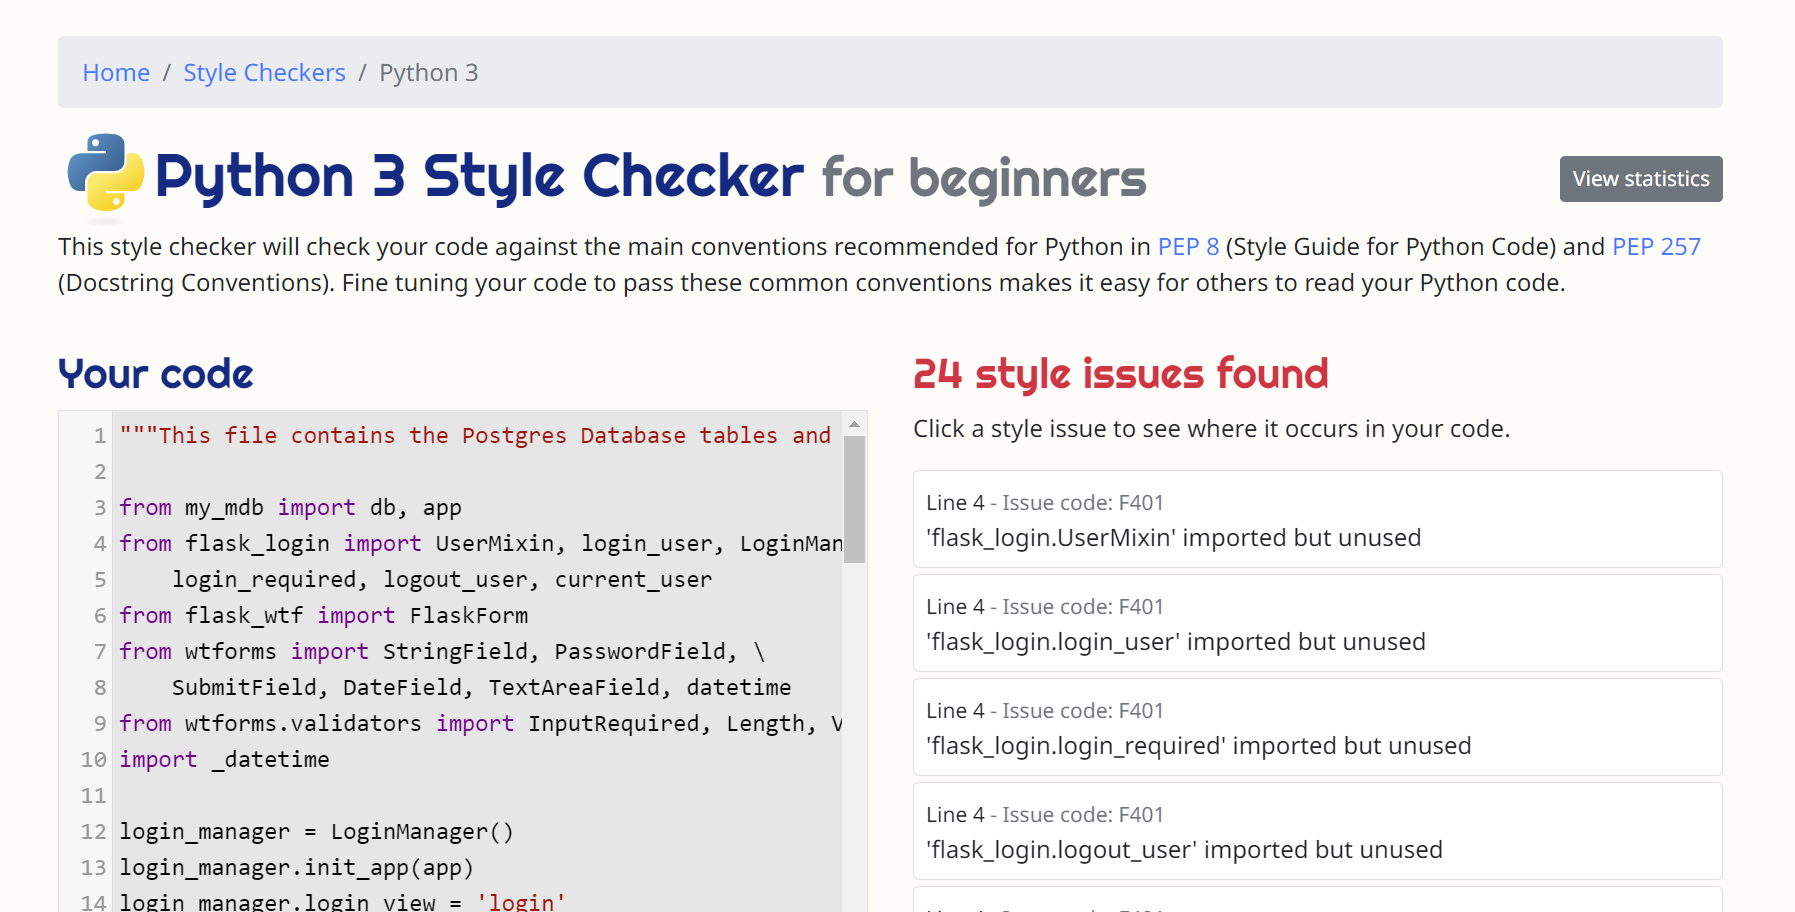 Home / Style Checkers / Python 3
Python 3 Style Checker for beginners
View statistics
This style checker will check your code against the main conventions recommended for Python in PEP 8 (Style Guide for Python Code) and PEP 257
(Docstring Conventions). Fine tuning your code to pass these common conventions makes it easy for others to read your Python code.
Your code
1 """This file contains the Postgres Database tables and
2
3 from my_mdb import db, app
4 from flask_login import UserMixin, login_user, LoginMan
5 login_required, logout_user, current_user
6 from flask_wtf import FlaskForm
7 from wtforms import StringField, PasswordField, \
8 SubmitField, DateField, TextAreaField, datetime
9 from wtforms.validators import InputRequired, Length, V
10 import _datetime
11
12 login_manager = LoginManager()
13 login_manager.init_app(app)
14 login_manager.login_view = 'login'
24 style issues found
Click a style issue to see where it occurs in your code.
Line 4 - Issue code: F401
'flask_login.UserMixin' imported but unused
Line 4 - Issue code: F401
'flask_login.login_user' imported but unused
Line 4 - Issue code: F401
'flask_login.login_required' imported but unused
Line 4 - Issue code: F401
'flask_login.logout_user' imported but unused